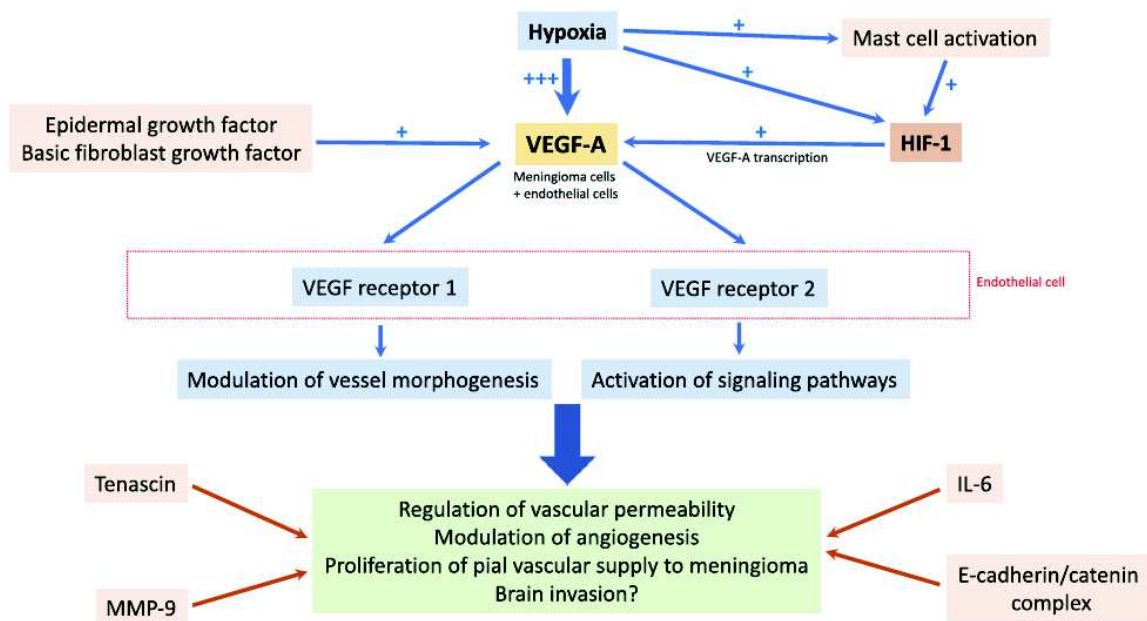 Hypoxia
+
Mast cell activation
+++
+
+
Epidermal growth factor
Basic fibroblast growth factor
+
VEGF-A
+
VEGF-A transcription
HIF-1
Meningioma cells
+ endothelial cells
VEGF receptor 1
VEGF receptor 2
Endothelial cell
Modulation of vessel morphogenesis
Activation of signaling pathways
Tenascin
IL-6
Regulation of vascular permeability
Modulation of angiogenesis
Proliferation of pial vascular supply to meningioma
Brain invasion?
MMP-9
E-cadherin/catenin
complex